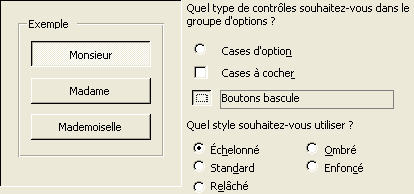 Exemple
Monsieur
Madame
Mademoiselle
Quel type de contrôles souhaitez-vous dans le
groupe d'options ?
Cases d'option
Cases à cocher
Boutons bascule
Quel style souhaitez-vous utiliser ?
Échelonné
Ombré
Standard
Enfoncé
Relâché